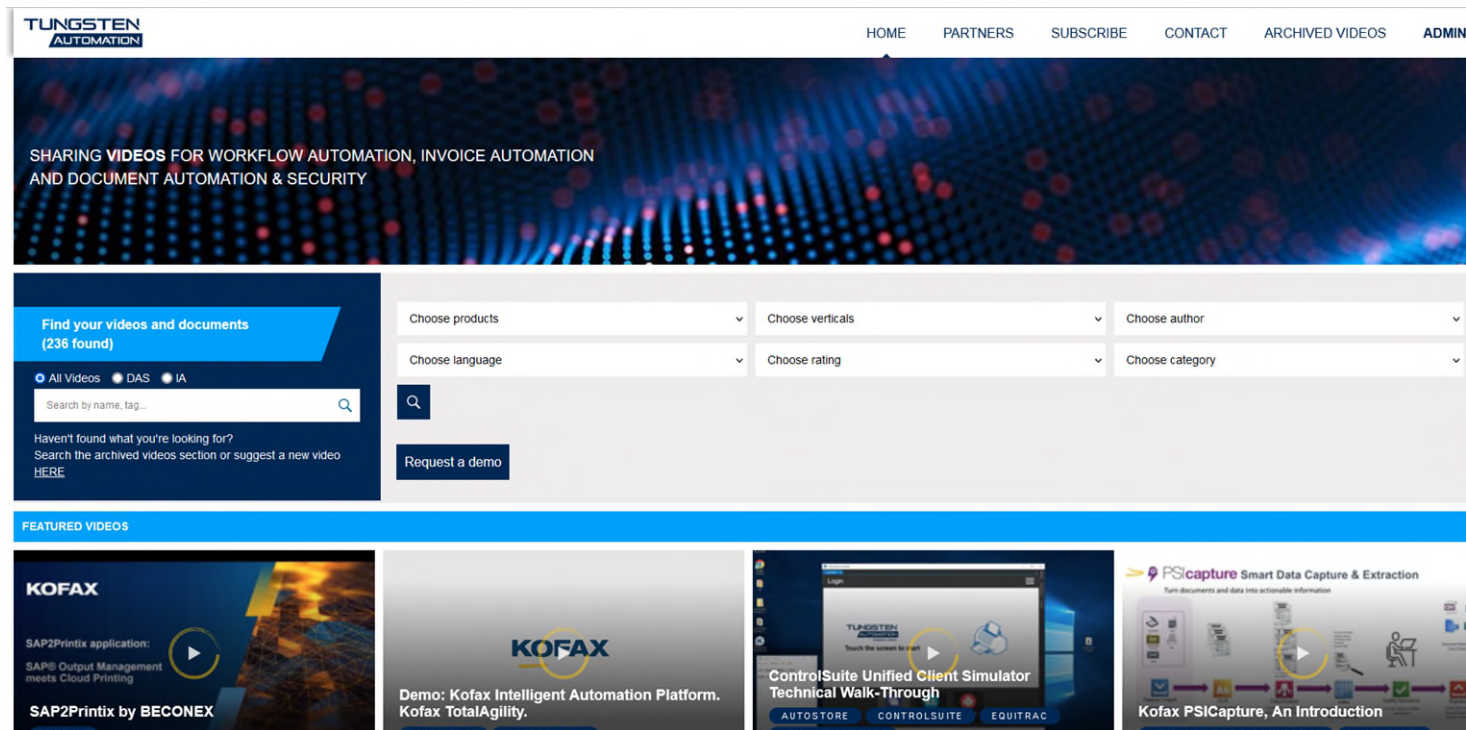 TUNGSTEN
AUTOMATION
HOME PARTNERS SUBSCRIBE CONTACT ARCHIVED VIDEOS ADMIN
SHARING VIDEOS FOR WORKFLOW AUTOMATION, INVOICE AUTOMATION
AND DOCUMENT AUTOMATION & SECURITY
Find your videos and documents
(236 found)
All Videos DAS IA
Search by name, tag...
Haven't found what you're looking for?
Search the archived videos section or suggest a new video
HERE
Choose products Choose verticals Choose author
Choose language Choose rating Choose category
Request a demo
FEATURED VIDEOS
KOFAX
SAP2Printix application:
SAP® Output Management
meets Cloud Printing
SAP2Printix by BECONEX
KOFAX
Demo: Kofax Intelligent Automation Platform.
Kofax TotalAgility.
Login
TUNGSTEN
AUTOMATION
Touch the screen to start
ControlSuite Unified Client Simulator
Technical Walk-Through
AUTOSTORE CONTROLSUITE EQUITRAC
PSIcapture Smart Data Capture & Extraction
Turn documents and data into actionable information
Kofax PSICapture, An Introduction